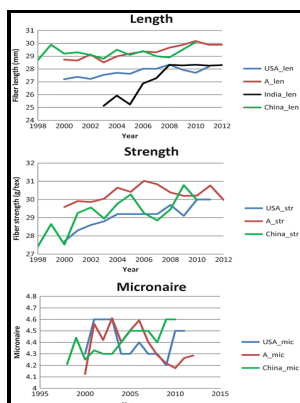 Length
Fiber length (mm)
31
30
29
28
27
26
25
24
1998 2000 2002 2004 2006 2008 2010 2012
Year
USA_len
A_len
India_len
China_len
Strength
Fiber strength (g/tex)
32
31
30
29
28
27
1998 2000 2002 2004 2006 2008 2010 2012
Year
USA_str
A_str
China_str
Micronaire
Micronaire
4.8
4.7
4.6
4.5
4.4
4.3
4.2
4.1
4
1995 2000 2005 2010 2015
USA_mic
A_mic
China_mic